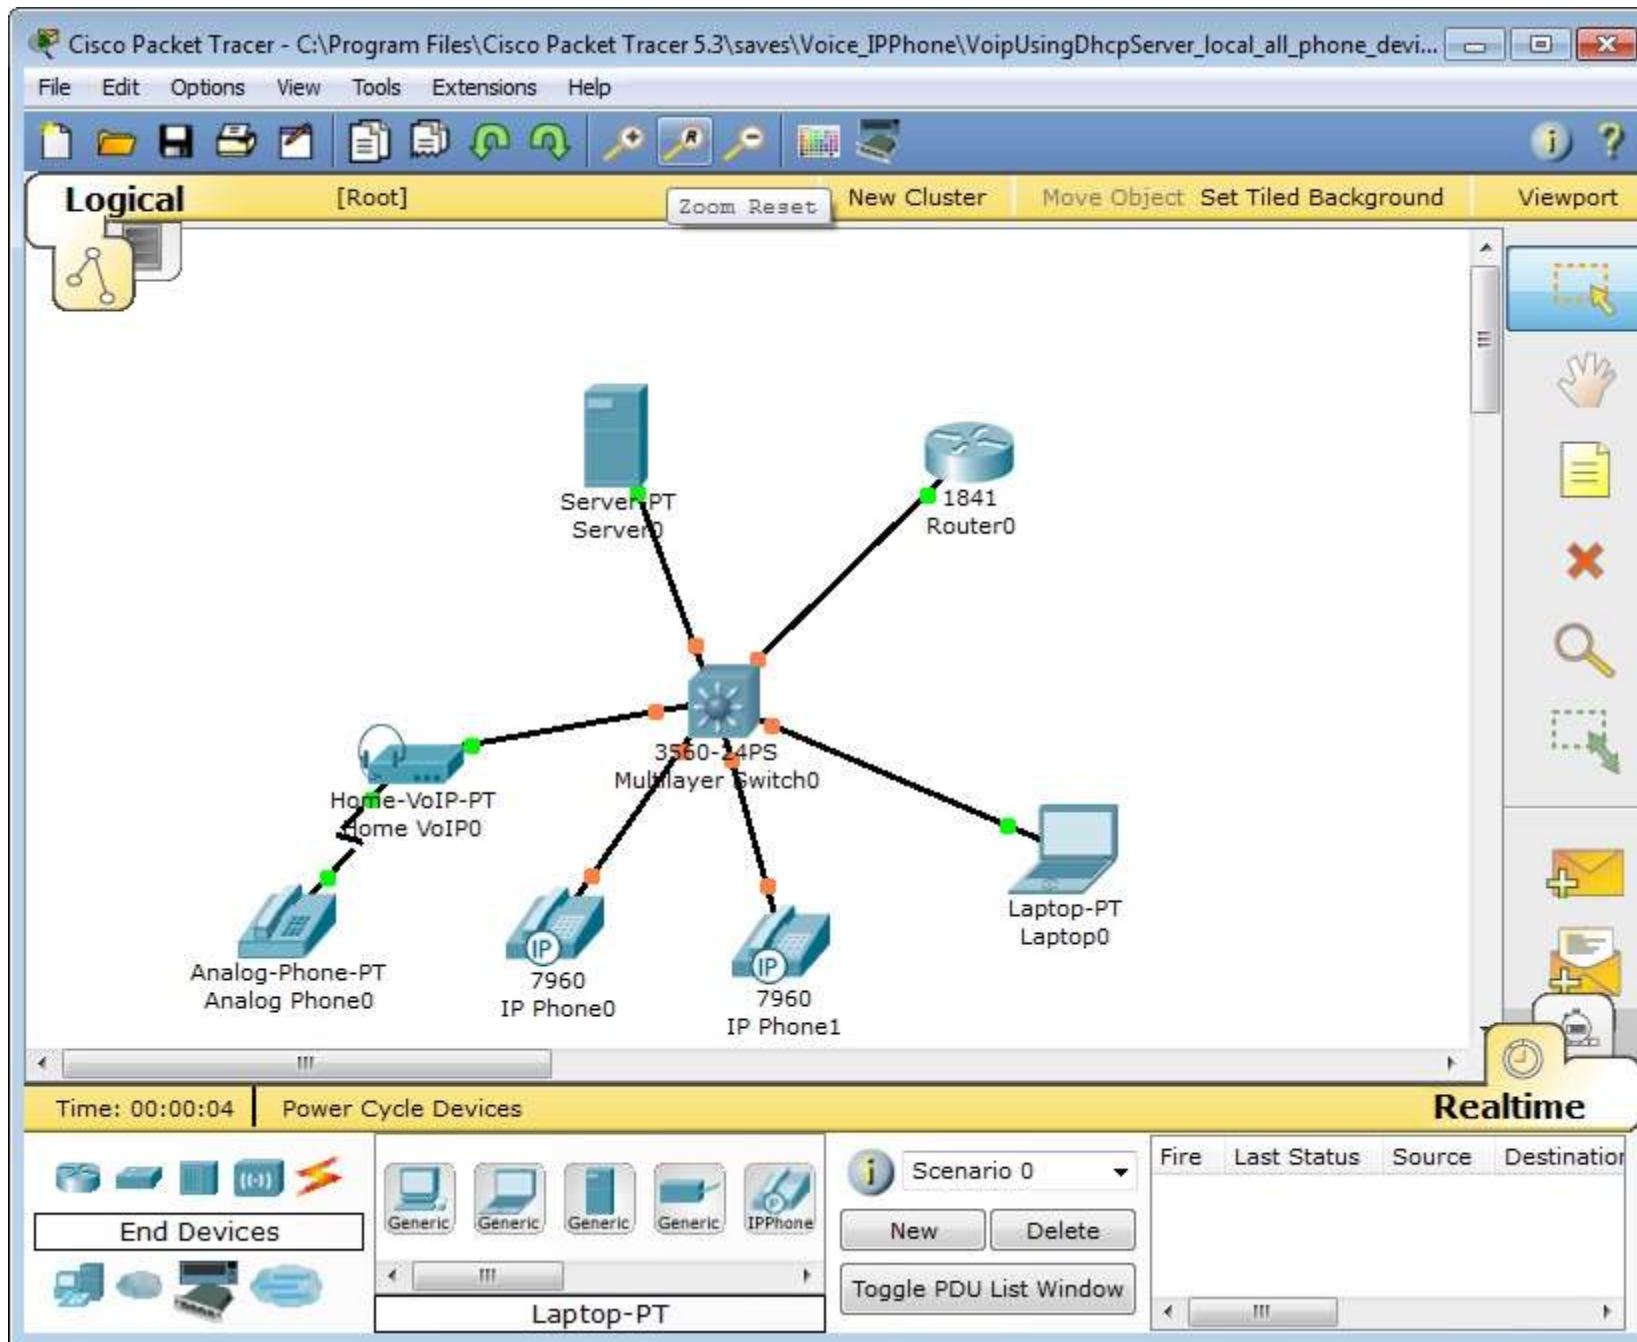 Cisco Packet Tracer - C:\Program Files\Cisco Packet Tracer 5.3\saves\Voice_IPPhone\VoipUsingDhcpServer_local_all_phone_devi...
File Edit Options View Tools Extensions Help
Logical [Root] New Cluster Move Object Set Tiled Background Viewport
Zoom Reset
Server-PT
Server0
1841
Router0
3560-24PS
Multilayer Switch0
Home-VoIP-PT
Home VoIP0
Laptop-PT
Laptop0
Analog-Phone-PT
Analog Phone0
IP
7960
IP Phone0
IP
7960
IP Phone1
Time: 00:00:04 Power Cycle Devices Realtime
Fire Last Status Source Destination
Scenario 0
Generic Generic Generic Generic IPPhone
End Devices
New Delete
Toggle PDU List Window
Laptop-PT